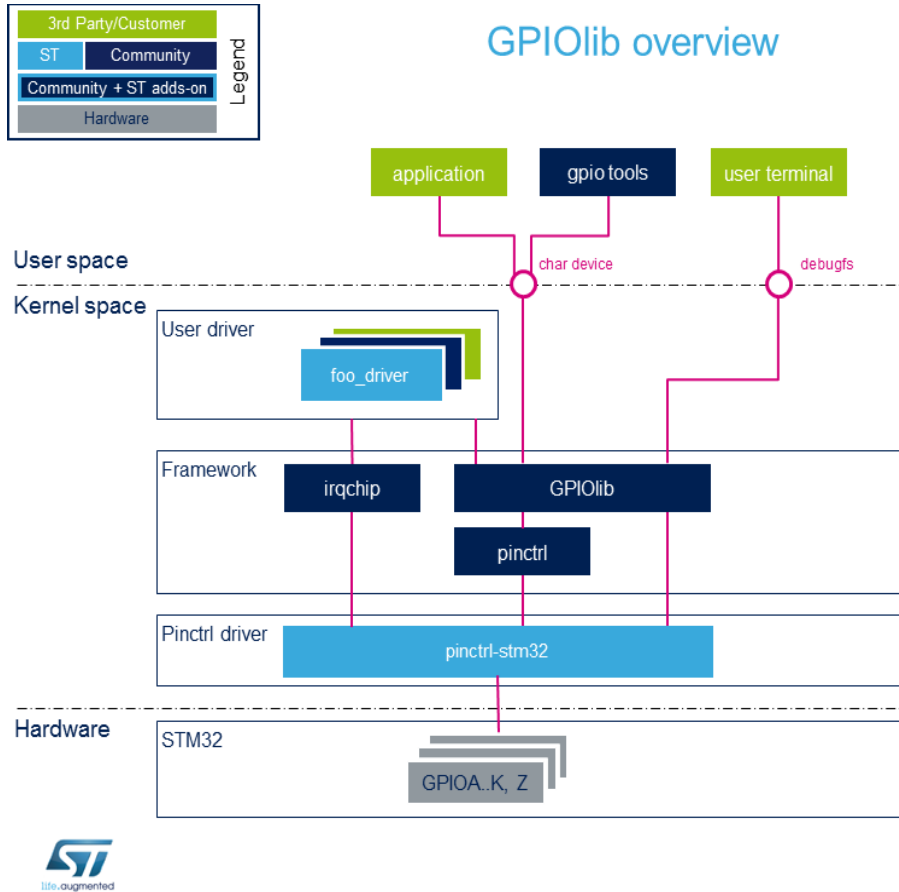 3rd Party/Customer
ST
Community
Community + ST adds-on
Hardware
Legend
GPIOlib overview
application
gpio tools
user terminal
User space
char device
debugfs
Kernel space
User driver
foo_driver
Framework
irqchip
GPIOlib
pinctrl
Pinctrl driver
pinctrl-stm32
Hardware
STM32
GPIOA..K, Z
ST
life.augmented